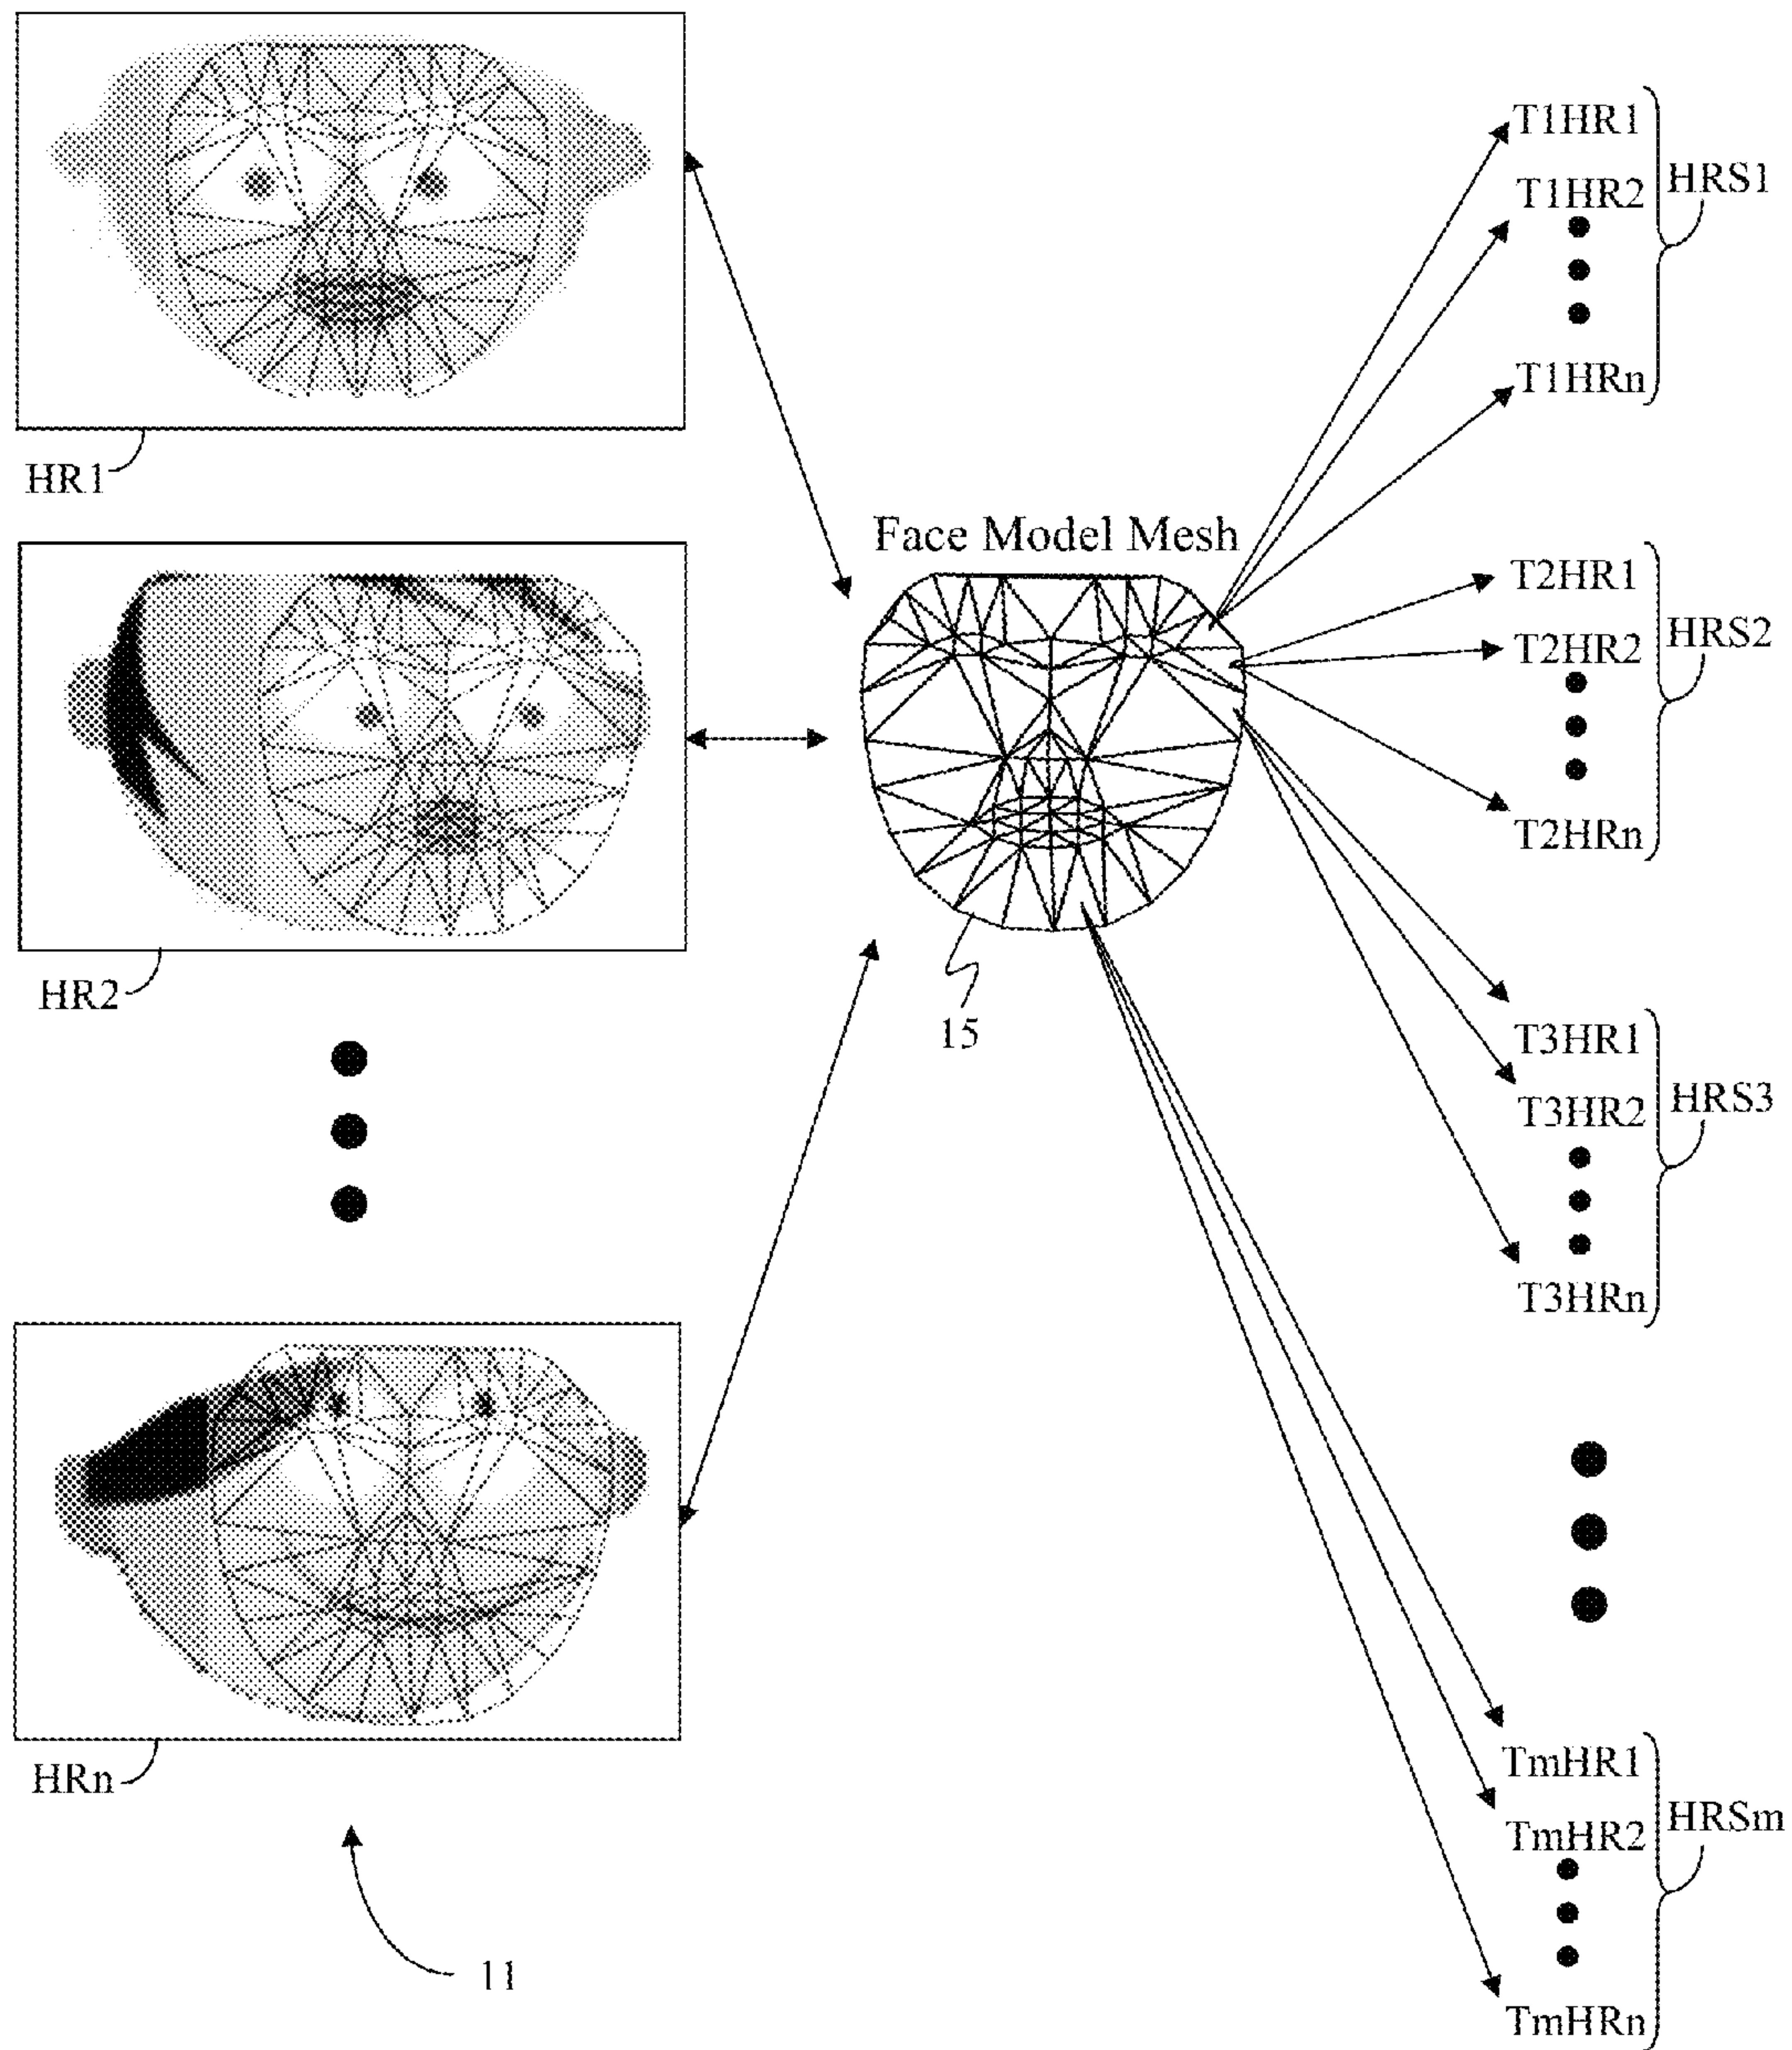 HR1
HR2
HRn
11
Face Model Mesh
15
T1HR1
T1HR2
T1HRn
HRS1
T2HR1
T2HR2
T2HRn
HRS2
T3HR1
T3HR2
T3HRn
HRS3
TmHR1
TmHR2
TmHRn
HRSm